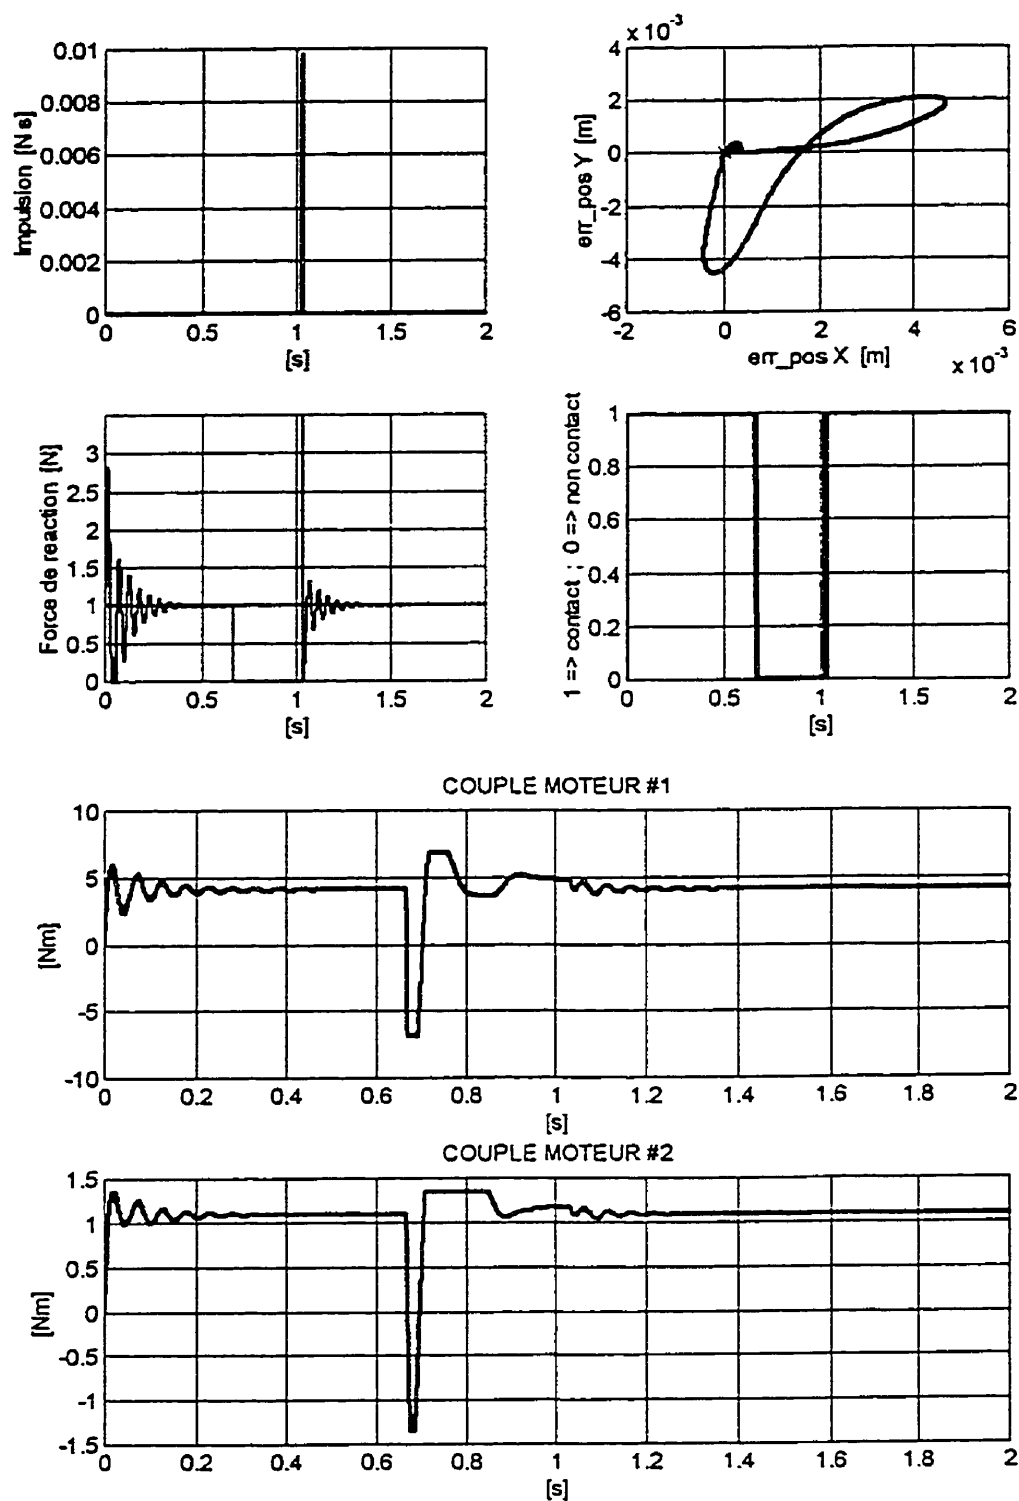 Impulsion [N s]
0.01
0.008
0.006
0.004
0.002
0
0 0.5 1 1.5 2
[s]
x 10^-3
err_pos Y [m]
4
2
0
-2
-4
-6
-2 0 2 4 6
err_pos X [m]
x 10^-3
Force de reaction [N]
3
2.5
2
1.5
1
0.5
0
0 0.5 1 1.5 2
[s]
1 => contact ; 0 => non contact
1
0.8
0.6
0.4
0.2
0
0 0.5 1 1.5 2
[s]
COUPLE MOTEUR #1
[Nm]
10
5
0
-5
-10
0 0.2 0.4 0.6 0.8 1 1.2 1.4 1.6 1.8 2
[s]
COUPLE MOTEUR #2
[Nm]
1.5
1
0.5
0
-0.5
-1
-1.5
0 0.2 0.4 0.6 0.8 1 1.2 1.4 1.6 1.8 2
[s]